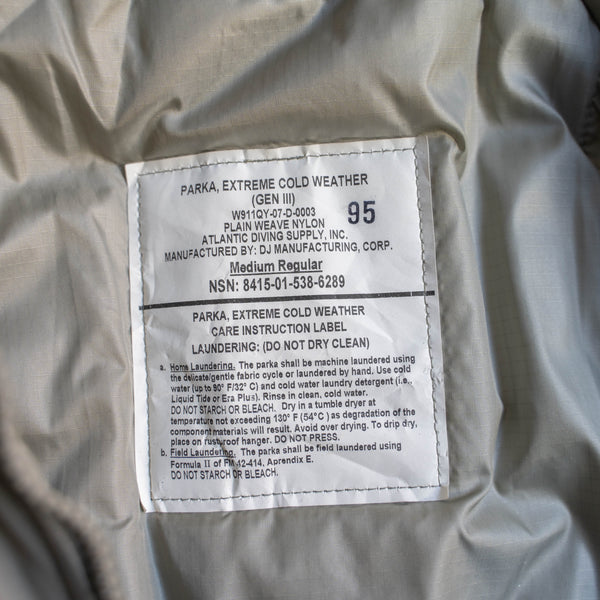 PARKA, EXTREME COLD WEATHER
(GEN III)
W911QY-07-D-0003
95
PLAIN WEAVE NYLON
ATLANTIC DIVING SUPPLY, INC.
MANUFACTURED BY: DJ MANUFACTURING, CORP.
Medium Regular
NSN: 8415-01-538-6289
PARKA, EXTREME COLD WEATHER
CARE INSTRUCTION LABEL
LAUNDERING: (DO NOT DRY CLEAN)
a. Home Laundering. The parka shall be machine laundered using
the delicate/gentle fabric cycle or laundered by hand. Use cold
water (up to 90° F/32° C) and cold water laundry detergent (i.e.,
Liquid Tide or Era Plus). Rinse in clean, cold water.
DO NOT STARCH OR BLEACH. Dry in a tumble dryer at
temperature not exceeding 130° F (54°C) as degradation of the
component materials will result. Avoid over drying. To drip dry,
place on rustproof hanger. DO NOT PRESS.
b. Field Laundering. The parka shall be field laundered using
Formula II of FM 42-414, Appendix E.
DO NOT STARCH OR BLEACH.